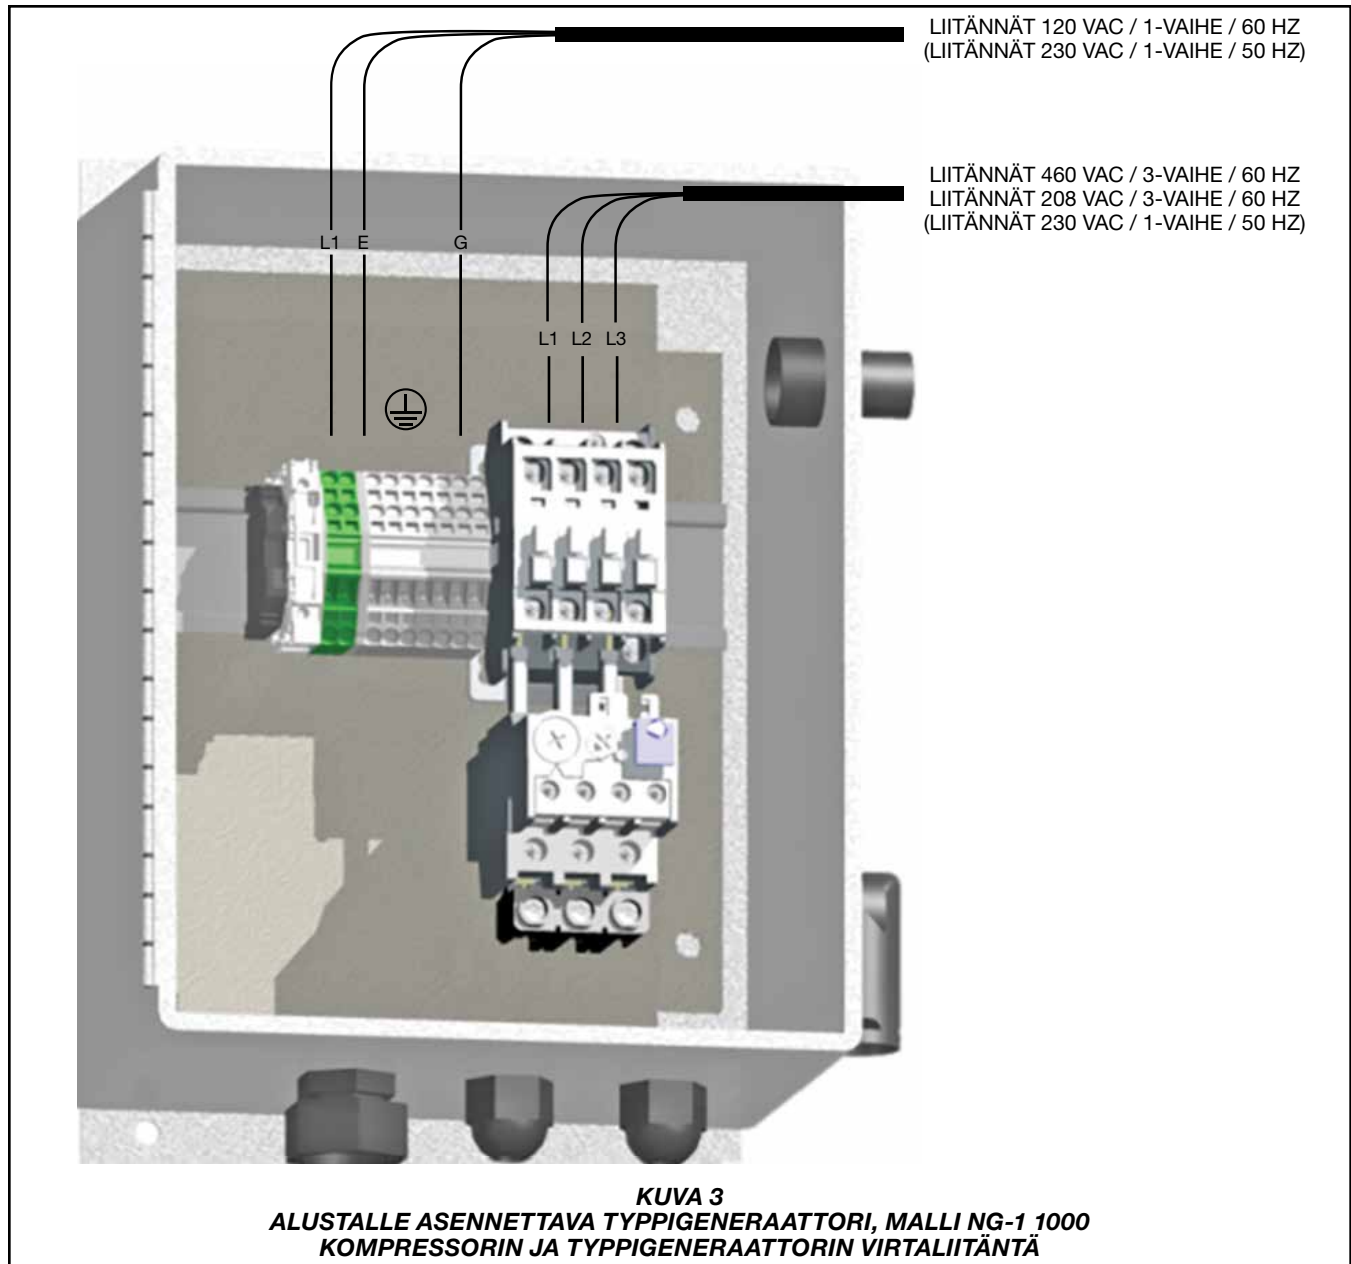 LIITÄNNÄT 120 VAC / 1-VAIHE / 60 HZ
(LIITÄNNÄT 230 VAC / 1-VAIHE / 50 HZ)
LIITÄNNÄT 460 VAC / 3-VAIHE / 60 HZ
LIITÄNNÄT 208 VAC / 3-VAIHE / 60 HZ
(LIITÄNNÄT 230 VAC / 1-VAIHE / 50 HZ)
L1 E G
L1 L2 L3
KUVA 3
ALUSTALLE ASENNETTAVA TYPPIGENERAATTORI, MALLI NG-1 1000
KOMPRESSORIN JA TYPPIGENERAATTORIN VIRTALIITÄNTÄ